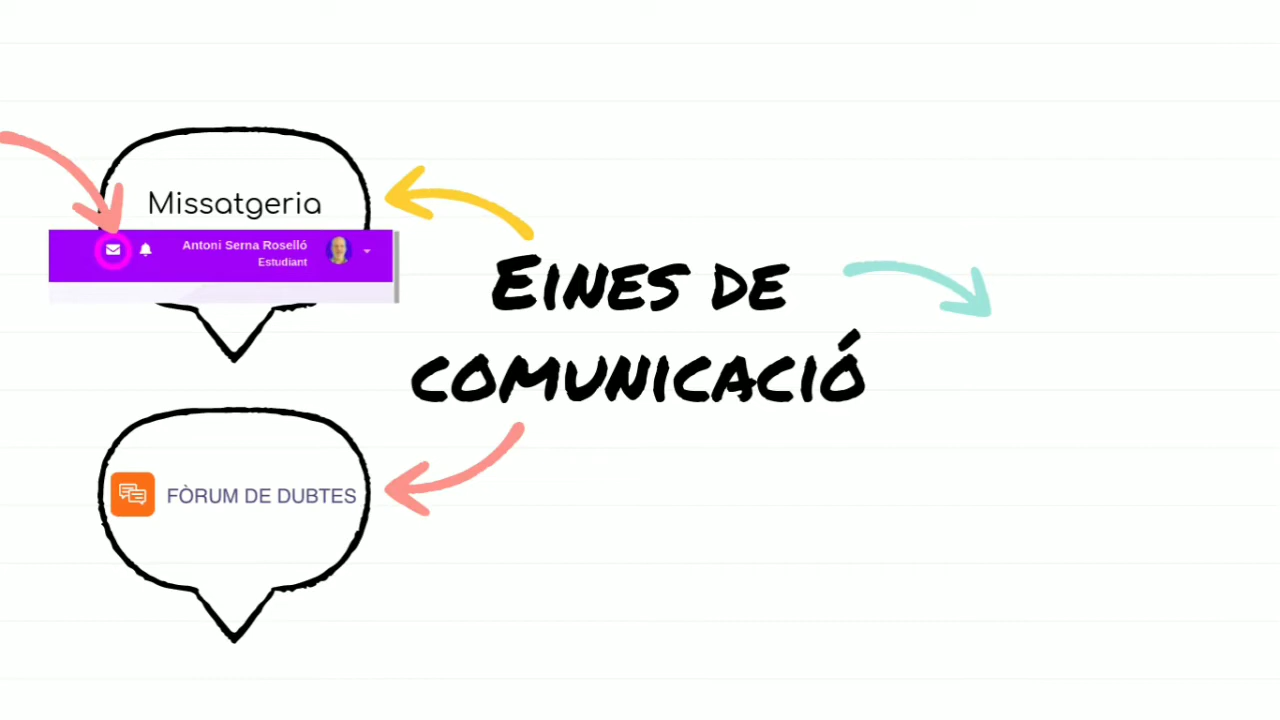 Missatgeria
Antoni Serna Roselló
Estudiant
EINES DE
COMUNICACIÓ
FÒRUM DE DUBTES